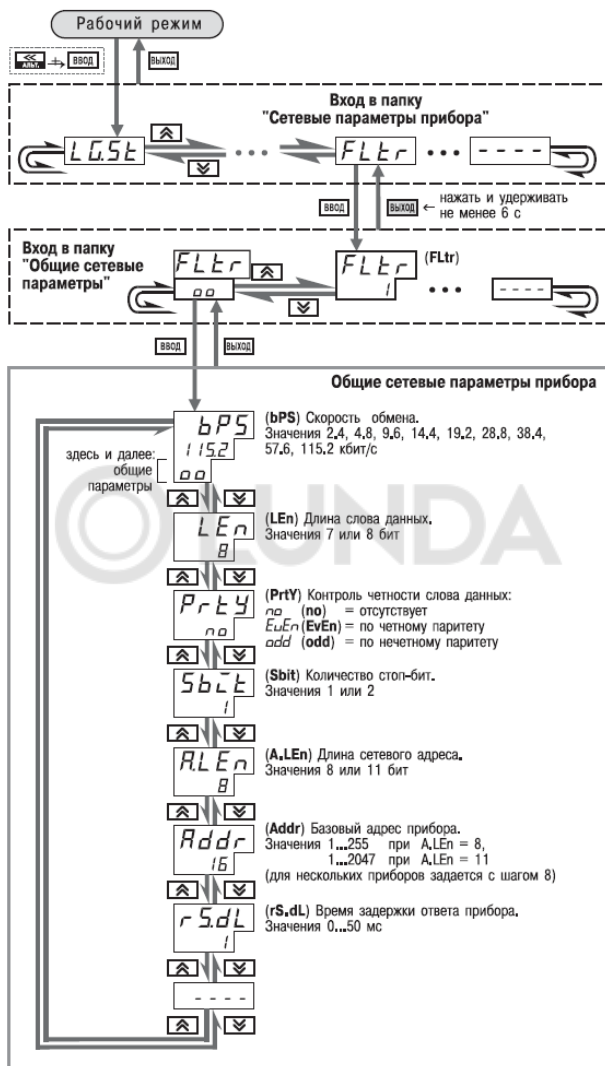 Рабочий режим
<<
АЛЬТ.
+
ВВОД
ВЫХОД
Вход в папку
"Сетевые параметры прибора"
LG.St
• • •
FLtr
• • •
- - - -
ВВОД
ВЫХОД
← нажать и удерживать
не менее 6 с
Вход в папку
"Общие сетевые
параметры"
FLtr
oo
FLtr
1
(FLtr)
• • •
- - - -
ВВОД
ВЫХОД
Общие сетевые параметры прибора
bPS
115.2
oo
(bPS) Скорость обмена.
Значения 2.4, 4.8, 9.6, 14.4, 19.2, 28.8, 38.4,
57.6, 115.2 кбит/с
здесь и далее:
общие
параметры
OLUNDA
LEn
8
(LEn) Длина слова данных.
Значения 7 или 8 бит
PrtY
no
(PrtY) Контроль четности слова данных:
no (no) = отсутствует
EvEn (EvEn) = по четному паритету
odd (odd) = по нечетному паритету
Sbit
1
(Sbit) Количество стоп-бит.
Значения 1 или 2
A.LEn
8
(A.LEn) Длина сетевого адреса.
Значения 8 или 11 бит
Addr
16
(Addr) Базовый адрес прибора.
Значения 1...255 при A.LEn = 8,
1...2047 при A.LEn = 11
(для нескольких приборов задается с шагом 8)
rS.dL
1
(rS.dL) Время задержки ответа прибора.
Значения 0...50 мс
- - - -